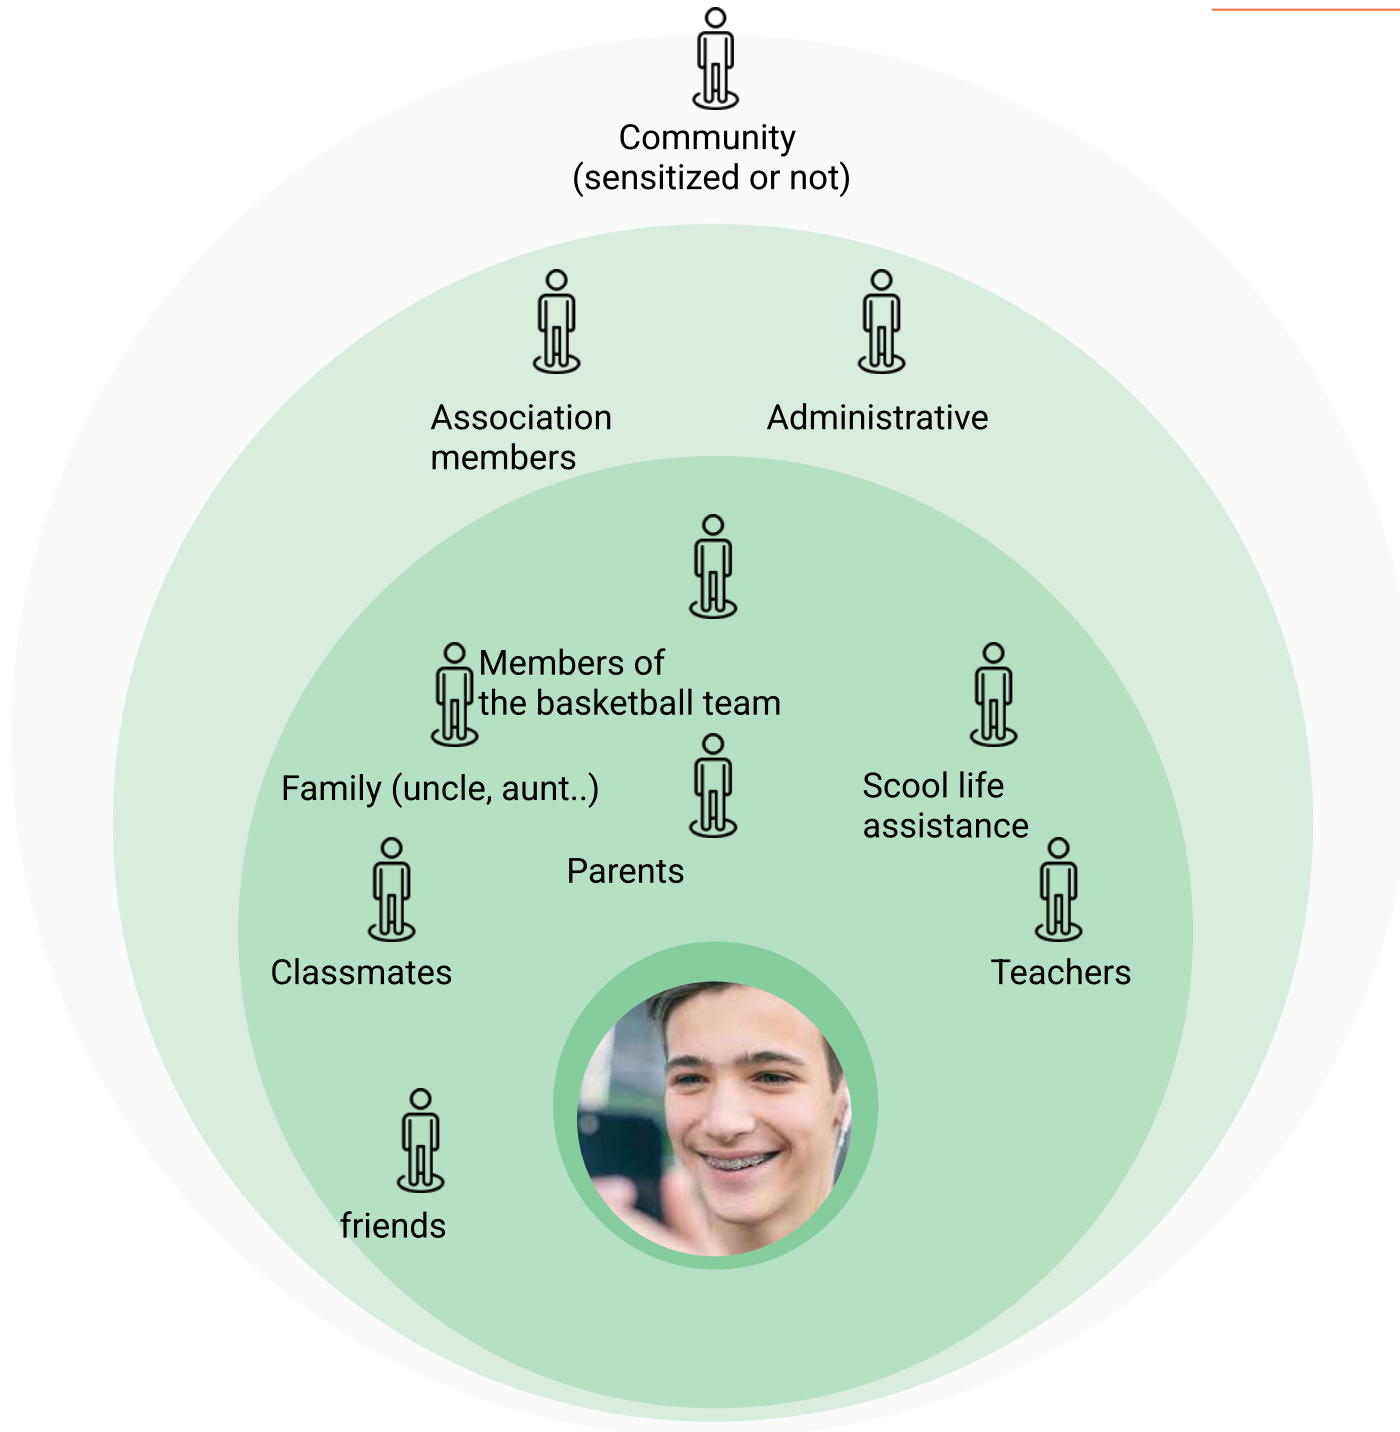 Community
(sensitized or not)
Association
members
Administrative
Members of
the basketball team
Family (uncle, aunt..)
Scool life
assistance
Parents
Classmates
Teachers
friends